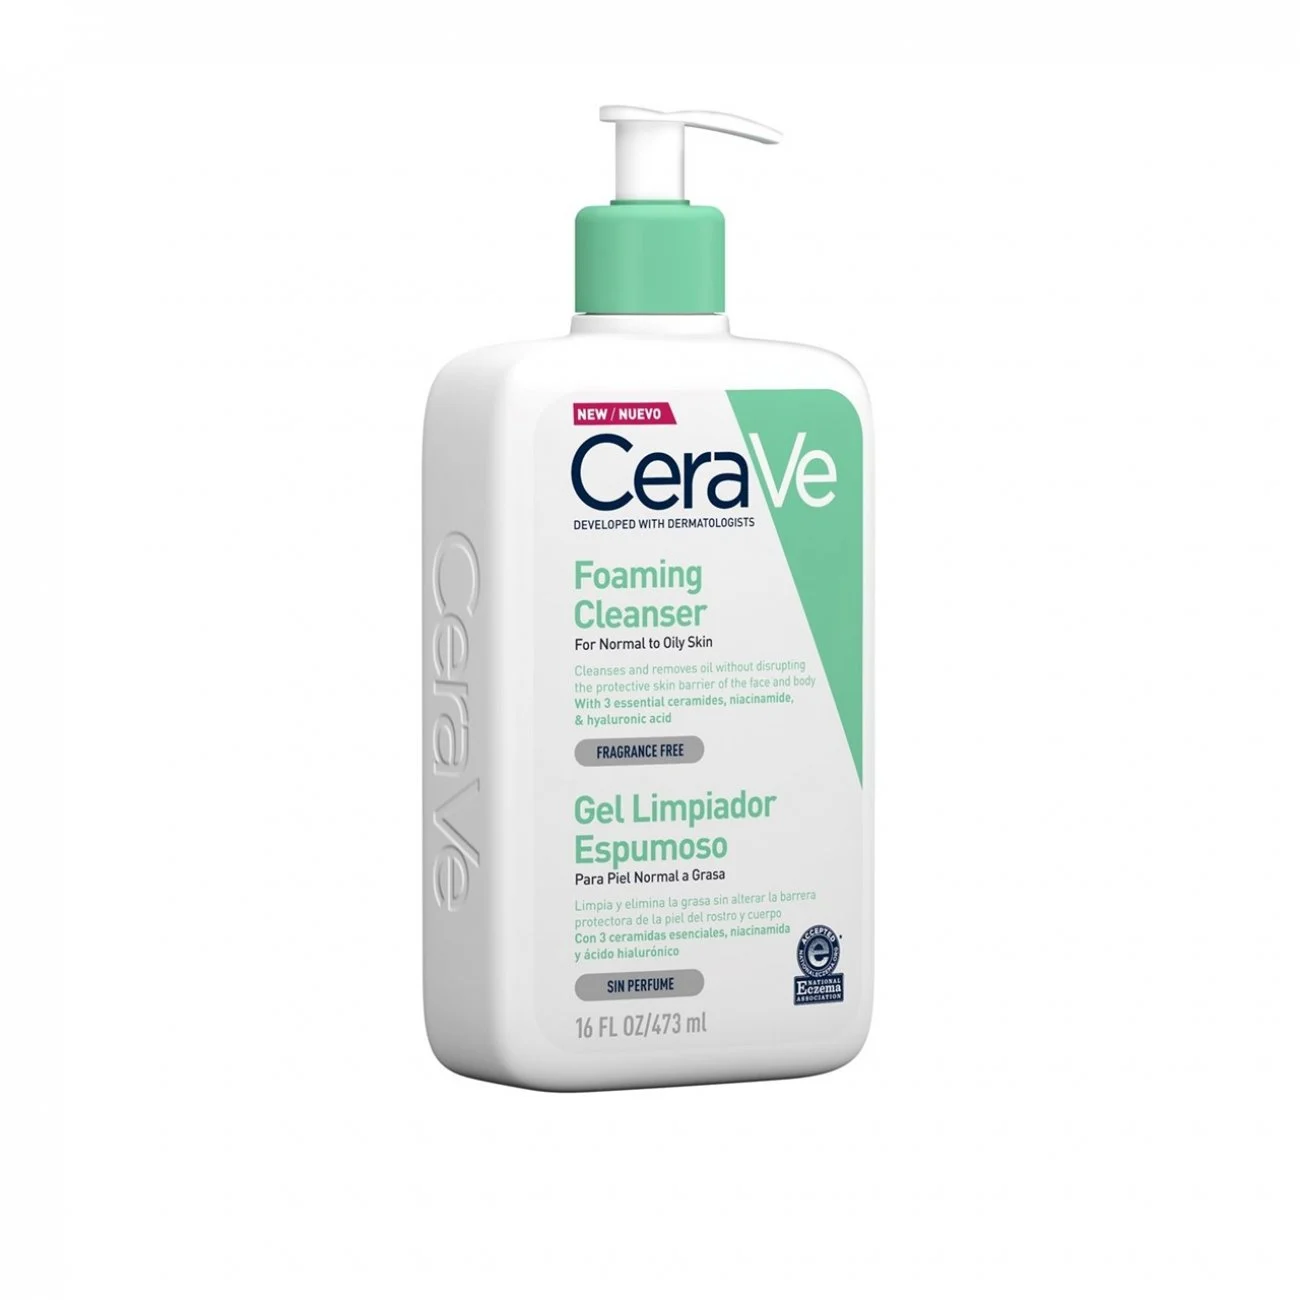 NEW / NUEVO
CeraVe
DEVELOPED WITH DERMATOLOGISTS
Foaming
Cleanser
For Normal to Oily Skin
Cleanses and removes oil without disrupting
the protective skin barrier of the face and body
With 3 essential ceramides, niacinamide,
& hyaluronic acid
FRAGRANCE FREE
Gel Limpiador
Espumoso
Para Piel Normal a Grasa
Limpia y elimina la grasa sin alterar la barrera
protectora de la piel del rostro y cuerpo
Con 3 ceramidas esenciales, niacinamida
y ácido hialurónico
SIN PERFUME
16 FL OZ/473 ml
ACCEPTED
e
NATIONALECZEMA.ORG
NATIONAL
Eczema
ASSOCIATION
CeraVe